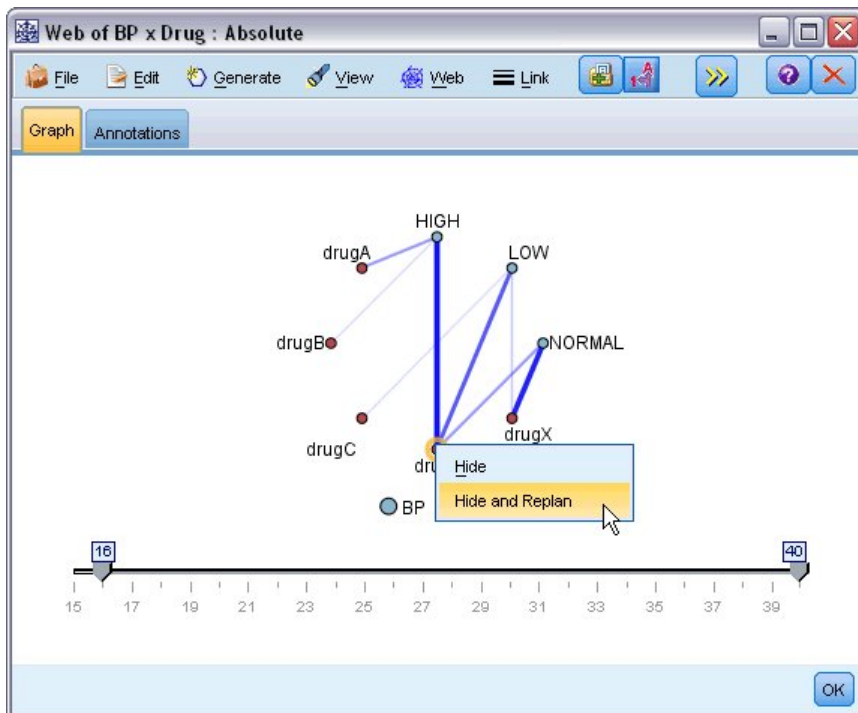 Web of BP x Drug : Absolute
File Edit Generate View Web Link
Graph Annotations
HIGH
drugA LOW
drugB NORMAL
drugC drugX
Hide
Hide and Replan
BP
16 40
15 17 19 21 23 25 27 29 31 33 35 37 39
OK